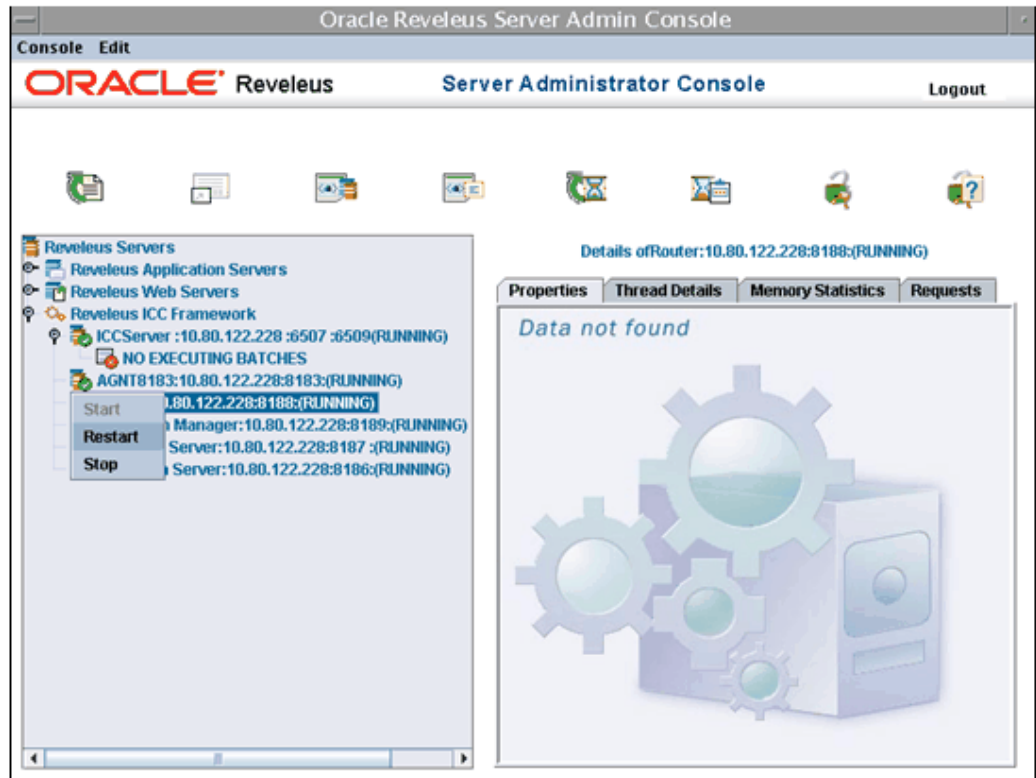 Oracle Reveleus Server Admin Console
Console Edit
ORACLE® Reveleus Server Administrator Console Logout
Reveleus Servers
Reveleus Application Servers
Reveleus Web Servers
Reveleus ICC Framework
ICCServer :10.80.122.228 :6507 :6509(RUNNING)
NO EXECUTING BATCHES
AGNT8183:10.80.122.228:8183:(RUNNING)
.80.122.228:8188:(RUNNING)
Manager:10.80.122.228:8189:(RUNNING)
Server:10.80.122.228:8187 :(RUNNING)
Server:10.80.122.228:8186:(RUNNING)
Start
Restart
Stop
Details ofRouter:10.80.122.228:8188:(RUNNING)
Properties Thread Details Memory Statistics Requests
Data not found